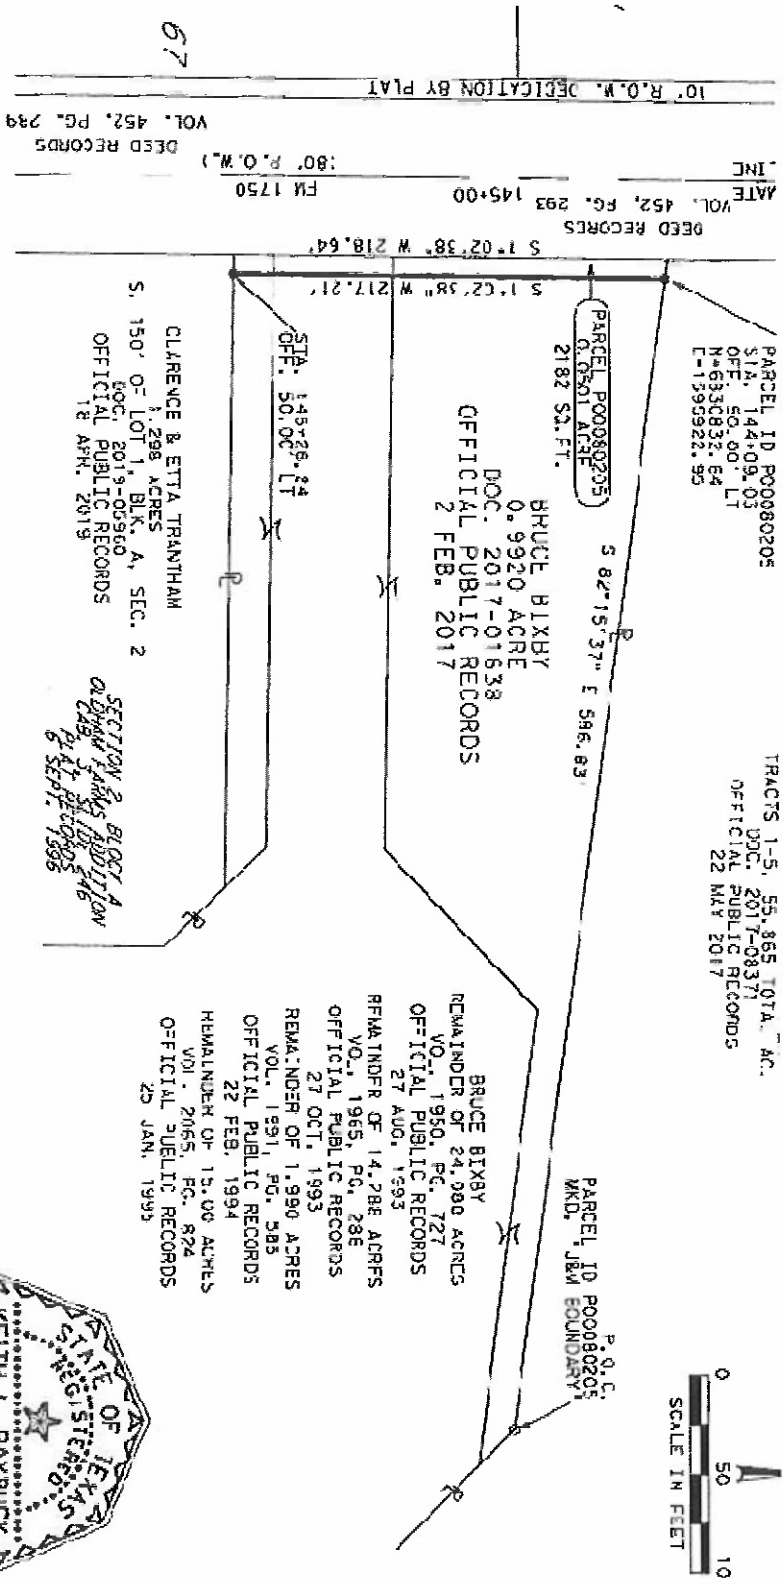 67
10' R.O.W. DEDICATION BY PLAT
VOL. 452, PG. 289
DEED RECORDS
FM 1750
145+00
DEED RECORDS
VOL. 452, PG. 293
INC.
S 1°02'38" W 218.64'
S 1°02'38" W 217.21'
PARCEL ID P00080205
STA. 144+09.03
OFF. 50.00' LT
N=6830832.64
E=1595922.95
PARCEL P00080205
0.0501 ACRE
2182 SQ.FT.
S 82°15'37" E 596.83'
TRACTS 1-5, 55.865 TOTAL AC.
DOC. 2017-08371
OFFICIAL PUBLIC RECORDS
22 MAY 2017
BRUCE BIXBY
0.9920 ACRE
DOC. 2017-01638
OFFICIAL PUBLIC RECORDS
2 FEB. 2017
STA. 146+26.24
OFF. 50.00' LT
CLARENCE & ETTA TRANTHAM
1.298 ACRES
S. 150' OF LOT 1, BLK. A, SEC. 2
DOC. 2019-05960
OFFICIAL PUBLIC RECORDS
18 APR. 2019
SECTION 2 BLOCK A
OLDHAM FARMS ADDITION
PLAT RECORDS
6 SEPT. 1996
BRUCE BIXBY
REMAINDER OF 24.080 ACRES
VOL. 1950, PG. 727
OFFICIAL PUBLIC RECORDS
27 AUG. 1993
REMAINDER OF 14.788 ACRES
VOL. 1965, PG. 286
OFFICIAL PUBLIC RECORDS
27 OCT. 1993
REMAINDER OF 1.990 ACRES
VOL. 1991, PG. 585
OFFICIAL PUBLIC RECORDS
22 FEB. 1994
REMAINDER OF 15.00 ACRES
VOL. 2065, PG. 824
OFFICIAL PUBLIC RECORDS
25 JAN. 1995
P.O.C.
PARCEL ID P00080205
MKD. "J&M BOUNDARY"
0 50 10
SCALE IN FEET
STATE OF TEXAS
REGISTERED